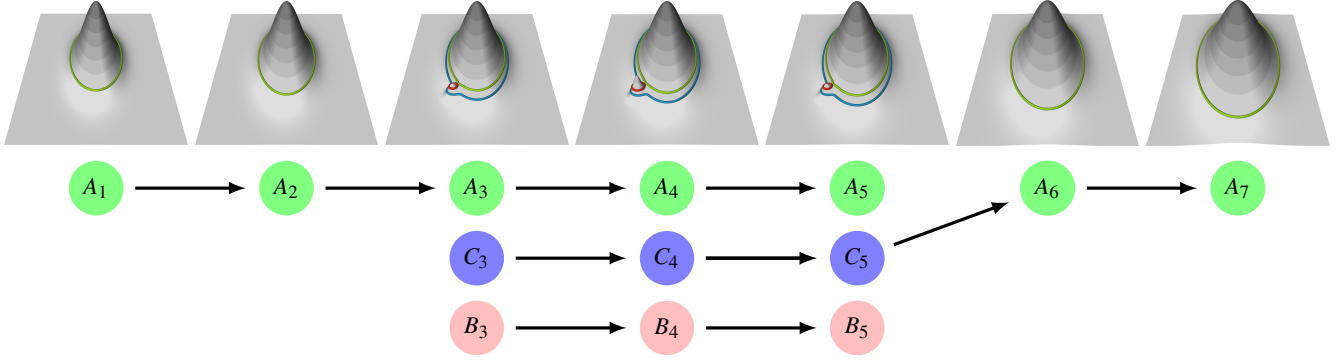 A₁ A₂ A₃ A₄ A₅ A₆ A₇
C₃ C₄ C₅
B₃ B₄ B₅